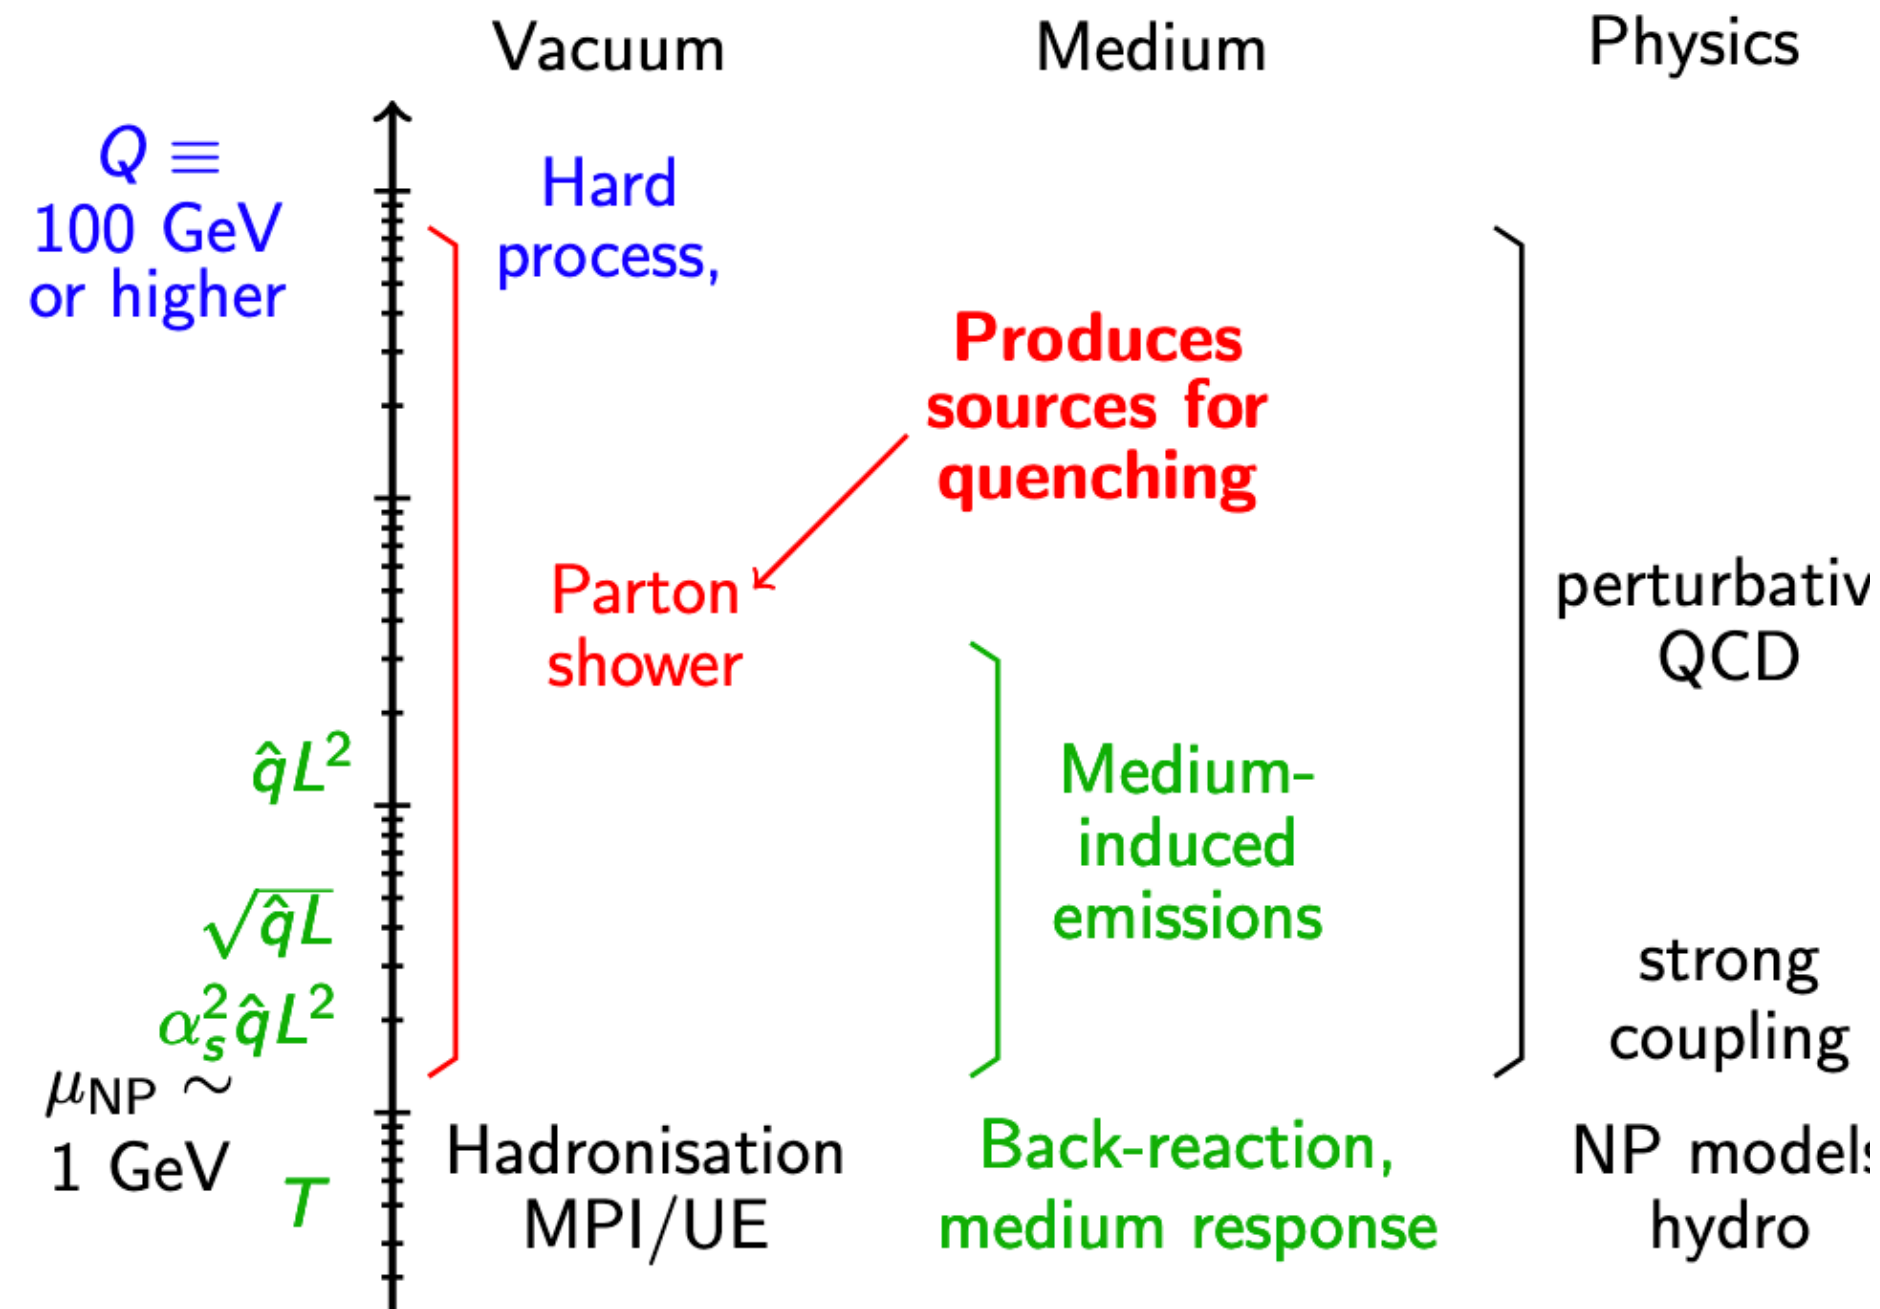 Vacuum
Medium
Physics
Q ≡
100 GeV
or higher
Hard
process,
Produces
sources for
quenching
Parton
shower
perturbativ
QCD
q̂L²
Medium-
induced
emissions
√q̂L
αₛ²q̂L²
strong
coupling
μNP ∼
1 GeV
T
Hadronisation
MPI/UE
Back-reaction,
medium response
NP models
hydro